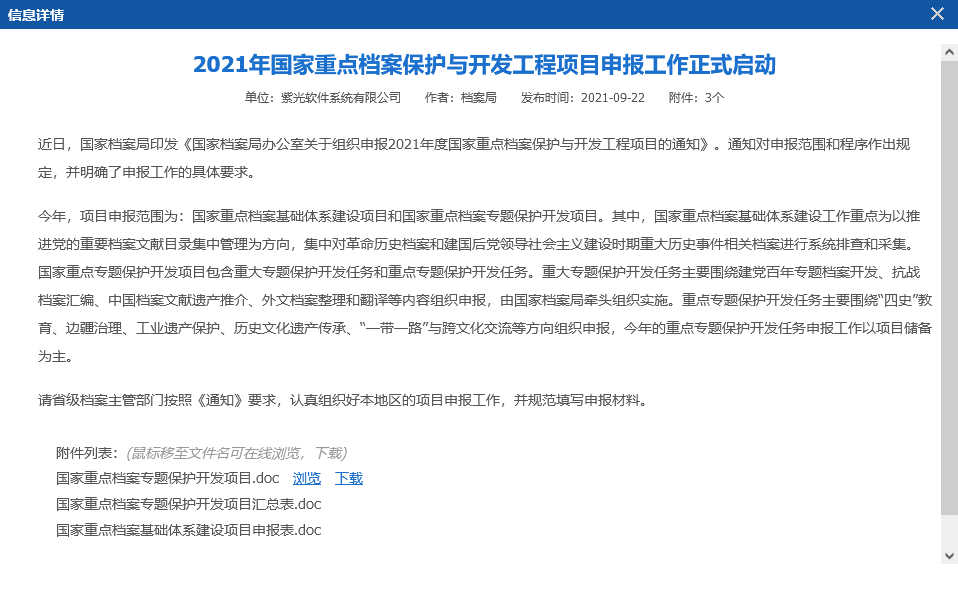 信息详情
2021年国家重点档案保护与开发工程项目申报工作正式启动
单位：紫光软件系统有限公司 作者：档案局 发布时间：2021-09-22 附件：3个
近日，国家档案局印发《国家档案局办公室关于组织申报2021年度国家重点档案保护与开发工程项目的通知》。通知对申报范围和程序作出规
定，并明确了申报工作的具体要求。
今年，项目申报范围为：国家重点档案基础体系建设项目和国家重点档案专题保护开发项目。其中，国家重点档案基础体系建设工作重点为以推
进党的重要档案文献目录集中管理为方向，集中对革命历史档案和建国后党领导社会主义建设时期重大历史事件相关档案进行系统排查和采集。
国家重点专题保护开发项目包含重大专题保护开发任务和重点专题保护开发任务。重大专题保护开发任务主要围绕建党百年专题档案开发、抗战
档案汇编、中国档案文献遗产推介、外文档案整理和翻译等内容组织申报，由国家档案局牵头组织实施。重点专题保护开发任务主要围绕“四史”教
育、边疆治理、工业遗产保护、历史文化遗产传承、“一带一路”与跨文化交流等方向组织申报，今年的重点专题保护开发任务申报工作以项目储备
为主。
请省级档案主管部门按照《通知》要求，认真组织好本地区的项目申报工作，并规范填写申报材料。
附件列表：(鼠标移至文件名可在线浏览，下载)
国家重点档案专题保护开发项目.doc 浏览 下载
国家重点档案专题保护开发项目汇总表.doc
国家重点档案基础体系建设项目申报表.doc